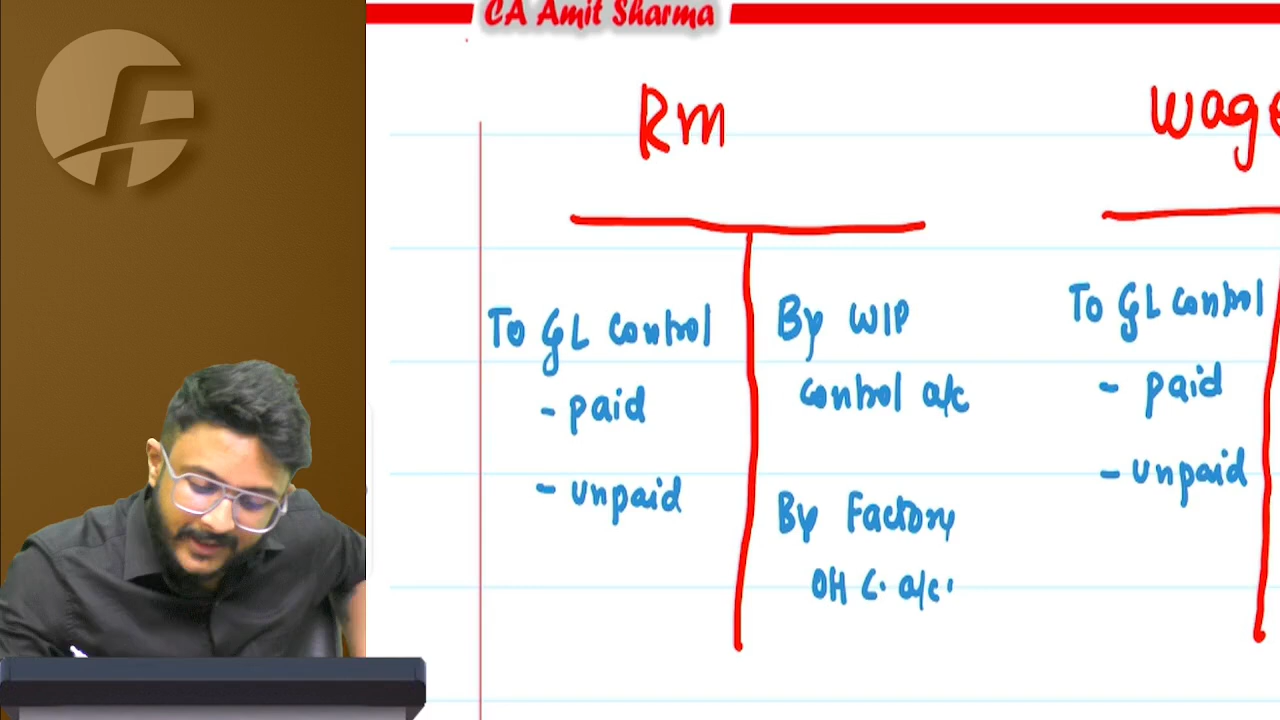 CA Amit Sharma
Rm
To GL control
- paid
- unpaid
By WIP
control a/c
By Factory
OH C. a/c.
Wage
To GL control
- paid
- unpaid